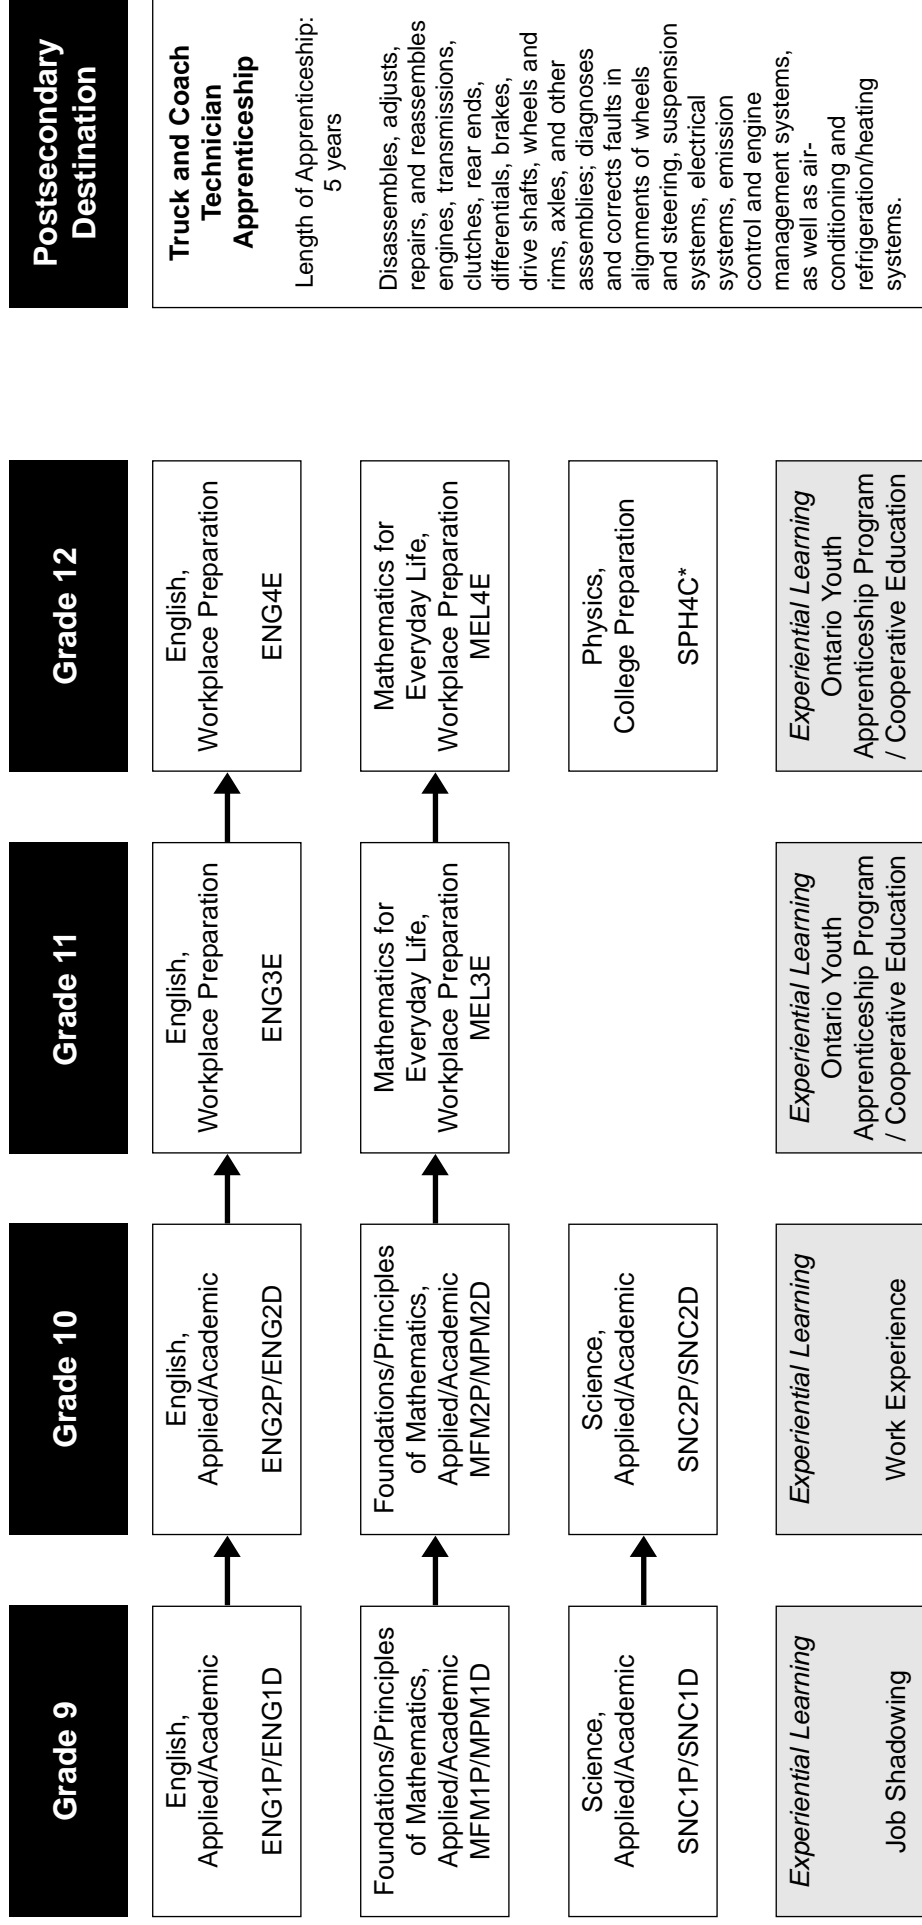 Grade 9
Grade 10
Grade 11
Grade 12
Postsecondary
Destination
English,
Applied/Academic
ENG1P/ENG1D
English,
Applied/Academic
ENG2P/ENG2D
English,
Workplace Preparation
ENG3E
English,
Workplace Preparation
ENG4E
Truck and Coach
Technician
Apprenticeship
Length of Apprenticeship:
5 years
Disassembles, adjusts,
repairs, and reassembles
engines, transmissions,
clutches, rear ends,
differentials, brakes,
drive shafts, wheels and
rims, axles, and other
assemblies; diagnoses
and corrects faults in
alignments of wheels
and steering, suspension
systems, electrical
systems, emission
control and engine
management systems,
as well as air-
conditioning and
refrigeration/heating
systems.
Foundations/Principles
of Mathematics,
Applied/Academic
MFM1P/MPM1D
Foundations/Principles
of Mathematics,
Applied/Academic
MFM2P/MPM2D
Mathematics for
Everyday Life,
Workplace Preparation
MEL3E
Mathematics for
Everyday Life,
Workplace Preparation
MEL4E
Science,
Applied/Academic
SNC1P/SNC1D
Science,
Applied/Academic
SNC2P/SNC2D
Physics,
College Preparation
SPH4C*
Experiential Learning
Job Shadowing
Experiential Learning
Work Experience
Experiential Learning
Ontario Youth
Apprenticeship Program
/ Cooperative Education
Experiential Learning
Ontario Youth
Apprenticeship Program
/ Cooperative Education